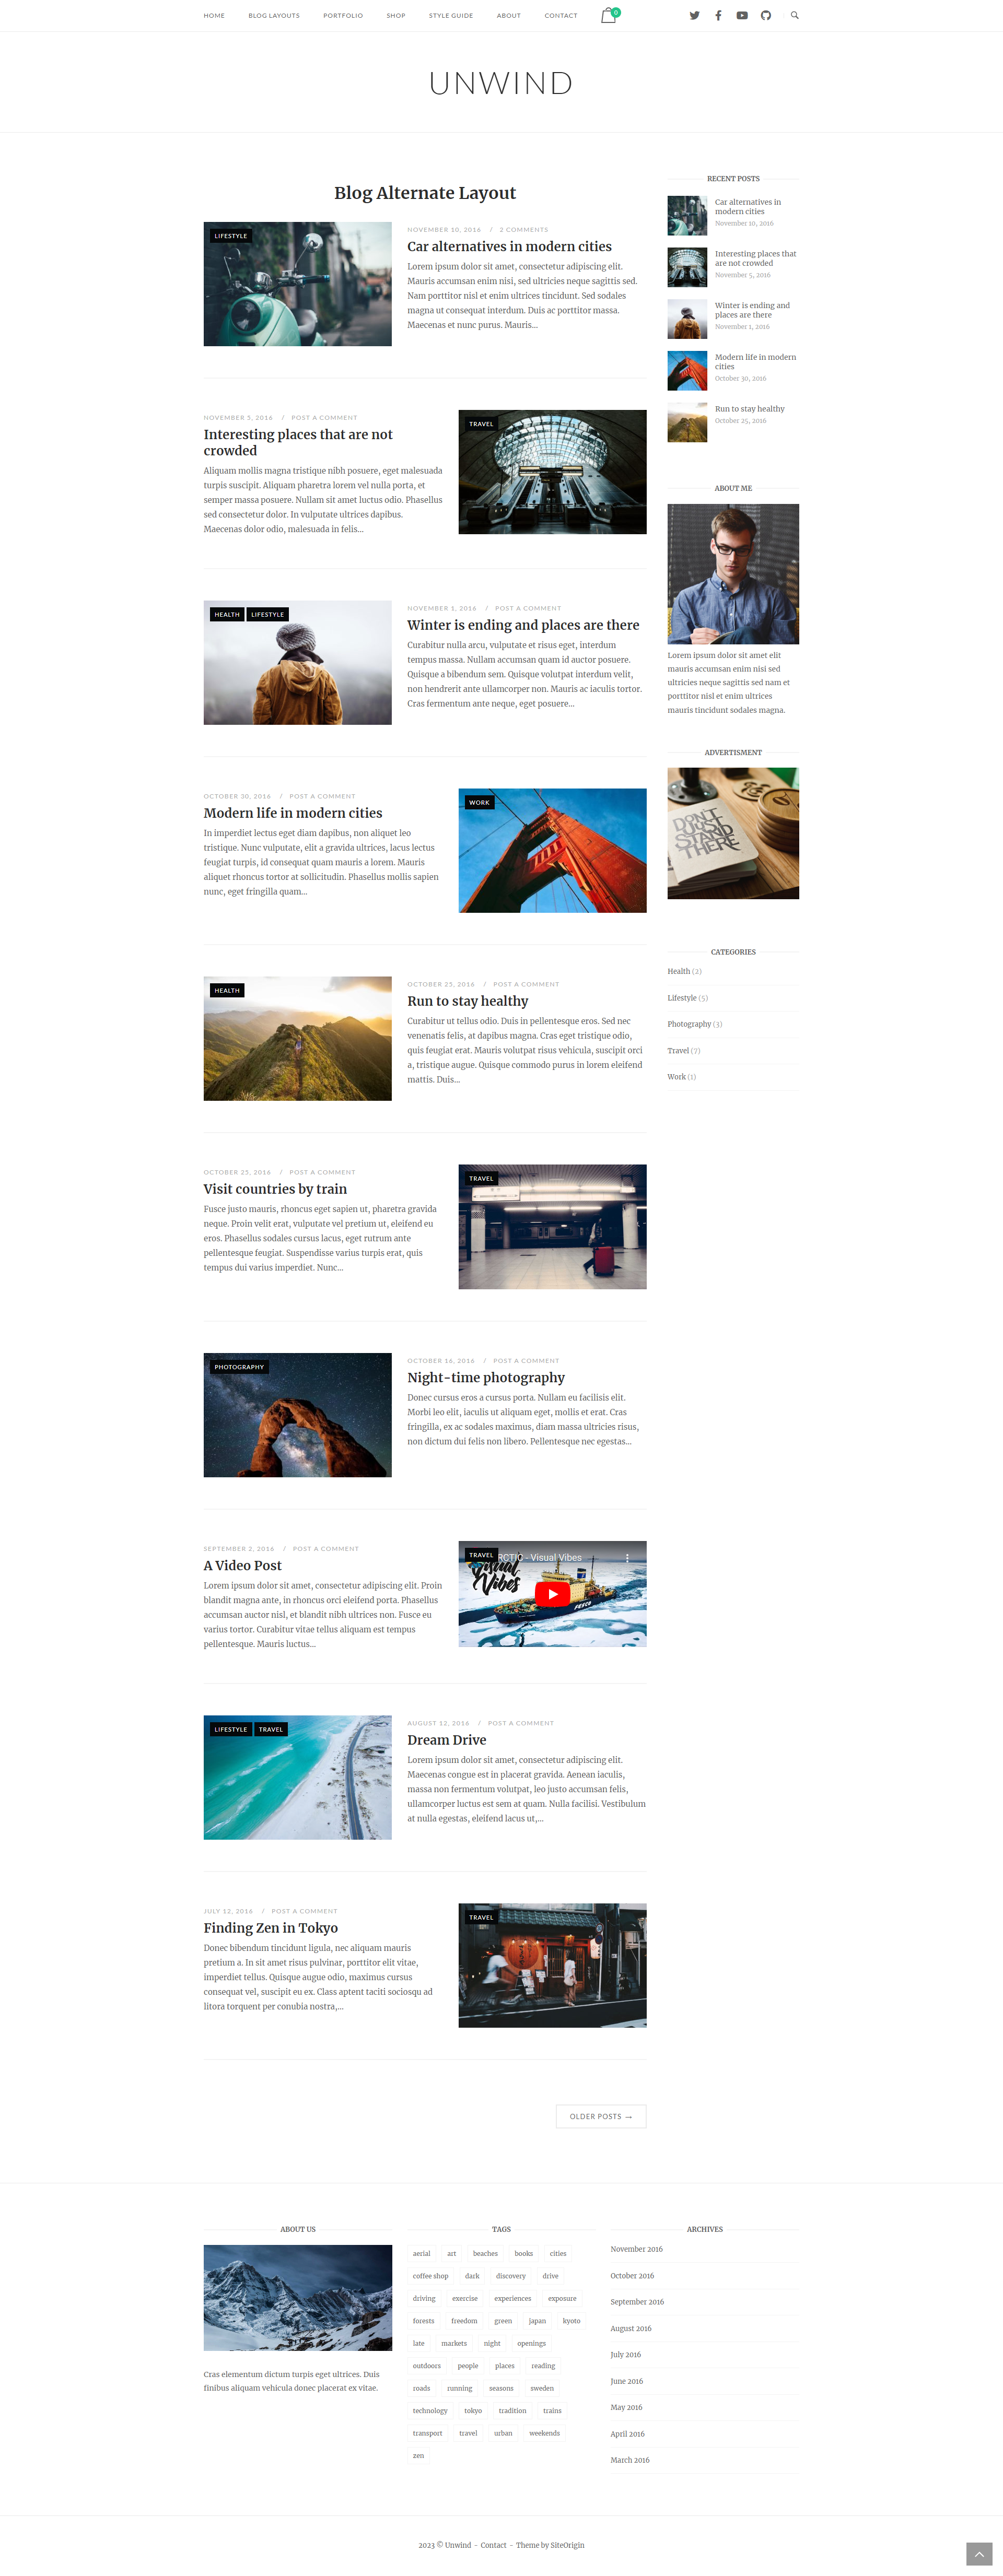 HOME BLOG LAYOUTS PORTFOLIO SHOP STYLE GUIDE ABOUT CONTACT 0
UNWIND
Blog Alternate Layout
LIFESTYLE
NOVEMBER 10, 2016 / 2 COMMENTS
Car alternatives in modern cities
Lorem ipsum dolor sit amet, consectetur adipiscing elit.
Mauris accumsan enim nisi, sed ultricies neque sagittis sed.
Nam porttitor nisl et enim ultrices tincidunt. Sed sodales
magna ut consequat interdum. Duis ac porttitor massa.
Maecenas et nunc purus. Mauris...
NOVEMBER 5, 2016 / POST A COMMENT
Interesting places that are not
crowded
Aliquam mollis magna tristique nibh posuere, eget malesuada
turpis suscipit. Aliquam pharetra lorem vel nulla porta, et
semper massa posuere. Nullam sit amet luctus odio. Phasellus
sed consectetur dolor. In vulputate ultrices dapibus.
Maecenas dolor odio, malesuada in felis...
TRAVEL
HEALTH LIFESTYLE
NOVEMBER 1, 2016 / POST A COMMENT
Winter is ending and places are there
Curabitur nulla arcu, vulputate et risus eget, interdum
tempus massa. Nullam accumsan quam id auctor posuere.
Quisque a bibendum sem. Quisque volutpat interdum velit,
non hendrerit ante ullamcorper non. Mauris ac iaculis tortor.
Cras fermentum ante neque, eget posuere...
OCTOBER 30, 2016 / POST A COMMENT
Modern life in modern cities
In imperdiet lectus eget diam dapibus, non aliquet leo
tristique. Nunc vulputate, elit a gravida ultrices, lacus lectus
feugiat turpis, id consequat quam mauris a lorem. Mauris
aliquet rhoncus tortor at sollicitudin. Phasellus mollis sapien
nunc, eget fringilla quam...
WORK
HEALTH
OCTOBER 25, 2016 / POST A COMMENT
Run to stay healthy
Curabitur ut tellus odio. Duis in pellentesque eros. Sed nec
venenatis felis, at dapibus magna. Cras eget tristique odio,
quis feugiat erat. Mauris volutpat risus vehicula, suscipit orci
a, tristique augue. Quisque commodo purus in lorem eleifend
mattis. Duis...
OCTOBER 25, 2016 / POST A COMMENT
Visit countries by train
Fusce justo mauris, rhoncus eget sapien ut, pharetra gravida
neque. Proin velit erat, vulputate vel pretium ut, eleifend eu
eros. Phasellus sodales cursus lacus, eget rutrum ante
pellentesque feugiat. Suspendisse varius turpis erat, quis
tempus dui varius imperdiet. Nunc...
TRAVEL
PHOTOGRAPHY
OCTOBER 16, 2016 / POST A COMMENT
Night-time photography
Donec cursus eros a cursus porta. Nullam eu facilisis elit.
Morbi leo elit, iaculis ut aliquam eget, mollis et erat. Cras
fringilla, ex ac sodales maximus, diam massa ultricies risus,
non dictum dui felis non libero. Pellentesque nec egestas...
SEPTEMBER 2, 2016 / POST A COMMENT
A Video Post
Lorem ipsum dolor sit amet, consectetur adipiscing elit. Proin
blandit magna ante, in rhoncus orci eleifend porta. Phasellus
accumsan auctor nisl, et blandit nibh ultrices non. Fusce eu
varius tortor. Curabitur vitae tellus aliquam est tempus
pellentesque. Mauris luctus...
TRAVEL RCTIC - Visual Vibes
Visual
Vibes
LIFESTYLE TRAVEL
AUGUST 12, 2016 / POST A COMMENT
Dream Drive
Lorem ipsum dolor sit amet, consectetur adipiscing elit.
Maecenas congue est in placerat gravida. Aenean iaculis,
massa non fermentum volutpat, leo justo accumsan felis,
ullamcorper luctus est sem at quam. Nulla facilisi. Vestibulum
at nulla egestas, eleifend lacus ut,...
JULY 12, 2016 / POST A COMMENT
Finding Zen in Tokyo
Donec bibendum tincidunt ligula, nec aliquam mauris
pretium a. In sit amet risus pulvinar, porttitor elit vitae,
imperdiet tellus. Quisque augue odio, maximus cursus
consequat vel, suscipit eu ex. Class aptent taciti sociosqu ad
litora torquent per conubia nostra,...
TRAVEL
OLDER POSTS →
RECENT POSTS
Car alternatives in
modern cities
November 10, 2016
Interesting places that
are not crowded
November 5, 2016
Winter is ending and
places are there
November 1, 2016
Modern life in modern
cities
October 30, 2016
Run to stay healthy
October 25, 2016
ABOUT ME
Lorem ipsum dolor sit amet elit
mauris accumsan enim nisi sed
ultricies neque sagittis sed nam et
porttitor nisl et enim ultrices
mauris tincidunt sodales magna.
ADVERTISMENT
DON'T
JUST
STAND
THERE
CATEGORIES
Health (2)
Lifestyle (5)
Photography (3)
Travel (7)
Work (1)
ABOUT US
Cras elementum dictum turpis eget ultrices. Duis
finibus aliquam vehicula donec placerat ex vitae.
TAGS
aerial art beaches books cities
coffee shop dark discovery drive
driving exercise experiences exposure
forests freedom green japan kyoto
late markets night openings
outdoors people places reading
roads running seasons sweden
technology tokyo tradition trains
transport travel urban weekends
zen
ARCHIVES
November 2016
October 2016
September 2016
August 2016
July 2016
June 2016
May 2016
April 2016
March 2016
2023 © Unwind - Contact - Theme by SiteOrigin